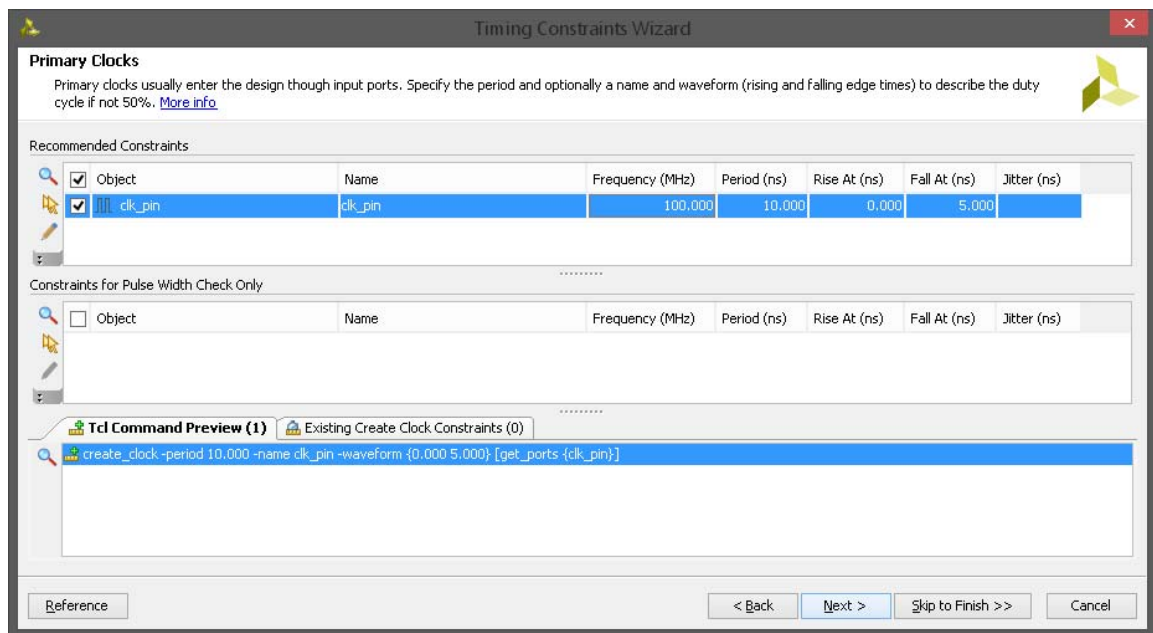 Timing Constraints Wizard
Primary Clocks
Primary clocks usually enter the design though input ports. Specify the period and optionally a name and waveform (rising and falling edge times) to describe the duty
cycle if not 50%. More info
Recommended Constraints
Object Name Frequency (MHz) Period (ns) Rise At (ns) Fall At (ns) Jitter (ns)
clk_pin clk_pin 100.000 10.000 0.000 5.000
Constraints for Pulse Width Check Only
Object Name Frequency (MHz) Period (ns) Rise At (ns) Fall At (ns) Jitter (ns)
Tcl Command Preview (1) Existing Create Clock Constraints (0)
create_clock -period 10.000 -name clk_pin -waveform {0.000 5.000} [get_ports {clk_pin}]
Reference < Back Next > Skip to Finish >> Cancel